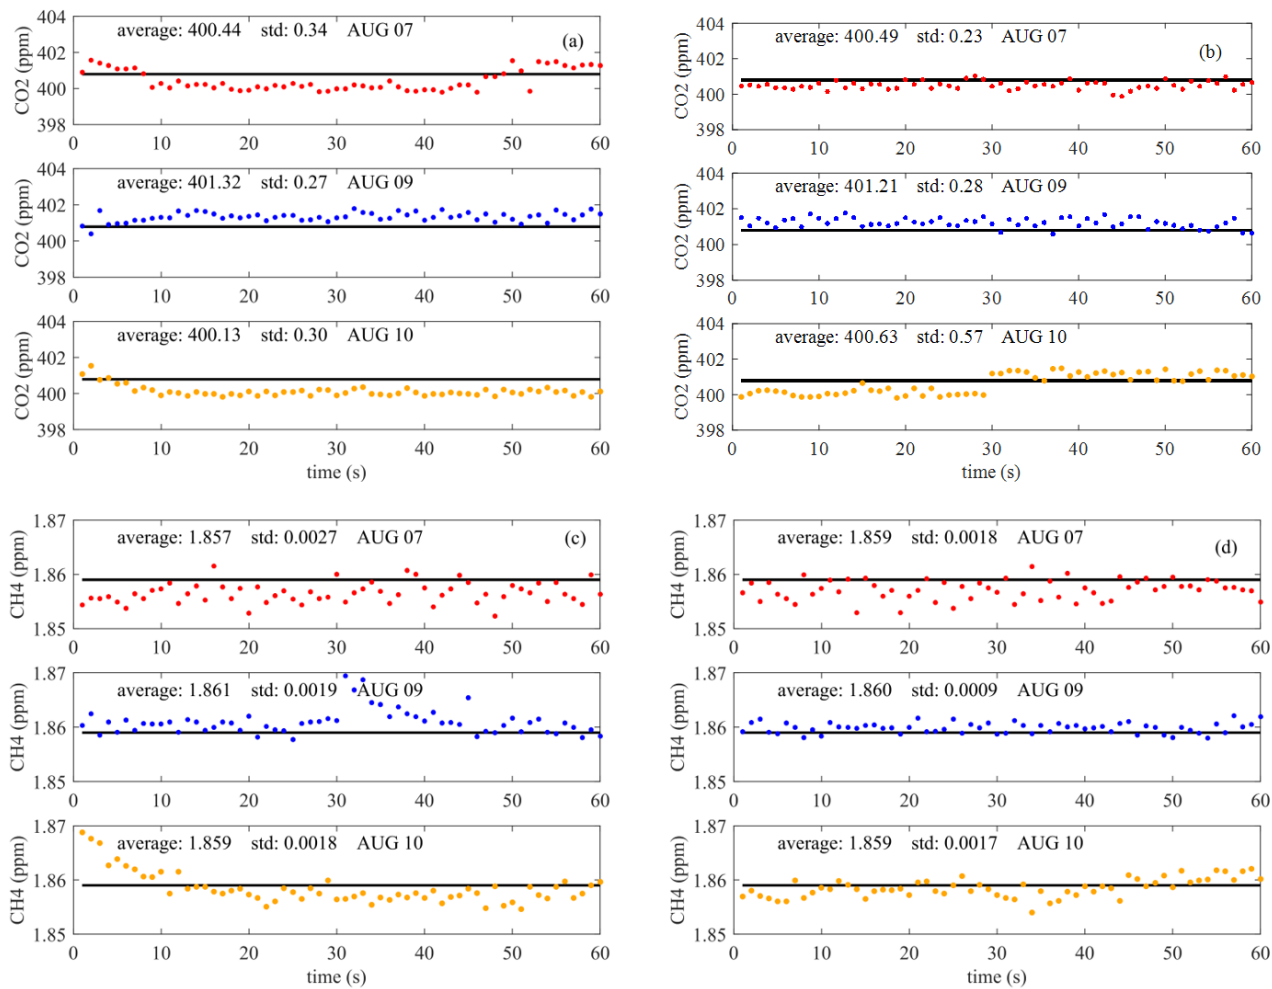 average: 400.44 std: 0.34 AUG 07
(a)
CO2 (ppm)
404
402
400
398
0 10 20 30 40 50 60
average: 401.32 std: 0.27 AUG 09
CO2 (ppm)
404
402
400
398
0 10 20 30 40 50 60
average: 400.13 std: 0.30 AUG 10
CO2 (ppm)
404
402
400
398
0 10 20 30 40 50 60
time (s)
average: 400.49 std: 0.23 AUG 07
(b)
CO2 (ppm)
404
402
400
398
0 10 20 30 40 50 60
average: 401.21 std: 0.28 AUG 09
CO2 (ppm)
404
402
400
398
0 10 20 30 40 50 60
average: 400.63 std: 0.57 AUG 10
CO2 (ppm)
404
402
400
398
0 10 20 30 40 50 60
time (s)
average: 1.857 std: 0.0027 AUG 07
(c)
CH4 (ppm)
1.87
1.86
1.85
0 10 20 30 40 50 60
average: 1.861 std: 0.0019 AUG 09
CH4 (ppm)
1.87
1.86
1.85
0 10 20 30 40 50 60
average: 1.859 std: 0.0018 AUG 10
CH4 (ppm)
1.87
1.86
1.85
0 10 20 30 40 50 60
time (s)
average: 1.859 std: 0.0018 AUG 07
(d)
CH4 (ppm)
1.87
1.86
1.85
0 10 20 30 40 50 60
average: 1.860 std: 0.0009 AUG 09
CH4 (ppm)
1.87
1.86
1.85
0 10 20 30 40 50 60
average: 1.859 std: 0.0017 AUG 10
CH4 (ppm)
1.87
1.86
1.85
0 10 20 30 40 50 60
time (s)